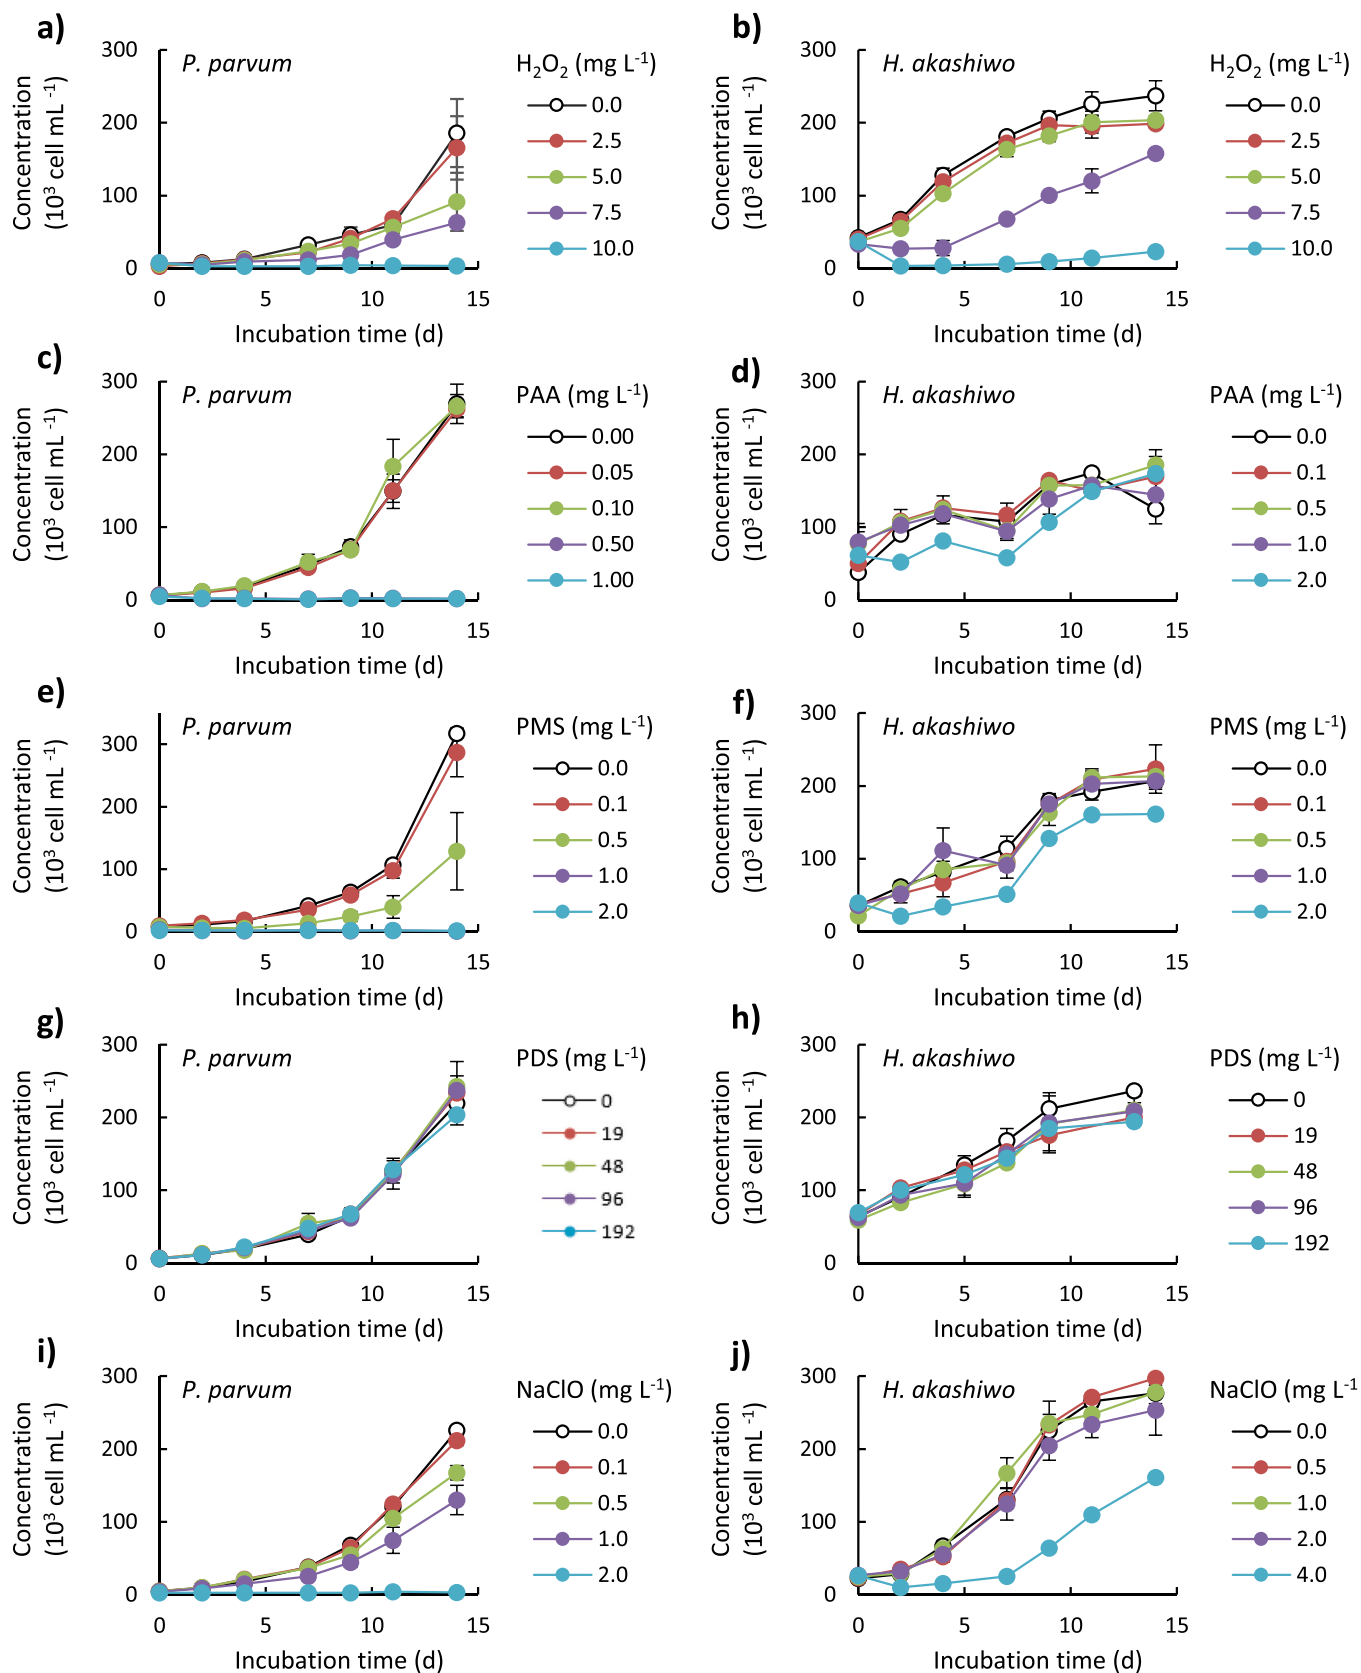 a)
P. parvum
H₂O₂ (mg L⁻¹)
0.0
2.5
5.0
7.5
10.0
Concentration
(10³ cell mL ⁻¹)
300
200
100
0
0 5 10 15
Incubation time (d)
b)
H. akashiwo
H₂O₂ (mg L⁻¹)
0.0
2.5
5.0
7.5
10.0
Concentration
(10³ cell mL ⁻¹)
300
200
100
0
0 5 10 15
Incubation time (d)
c)
P. parvum
PAA (mg L⁻¹)
0.00
0.05
0.10
0.50
1.00
Concentration
(10³ cell mL ⁻¹)
300
200
100
0
0 5 10 15
Incubation time (d)
d)
H. akashiwo
PAA (mg L⁻¹)
0.0
0.1
0.5
1.0
2.0
Concentration
(10³ cell mL ⁻¹)
300
200
100
0
0 5 10 15
Incubation time (d)
e)
P. parvum
PMS (mg L⁻¹)
0.0
0.1
0.5
1.0
2.0
Concentration
(10³ cell mL ⁻¹)
300
200
100
0
0 5 10 15
Incubation time (d)
f)
H. akashiwo
PMS (mg L⁻¹)
0.0
0.1
0.5
1.0
2.0
Concentration
(10³ cell mL ⁻¹)
300
200
100
0
0 5 10 15
Incubation time (d)
g)
P. parvum
PDS (mg L⁻¹)
0
19
48
96
192
Concentration
(10³ cell mL ⁻¹)
300
200
100
0
0 5 10 15
Incubation time (d)
h)
H. akashiwo
PDS (mg L⁻¹)
0
19
48
96
192
Concentration
(10³ cell mL ⁻¹)
300
200
100
0
0 5 10 15
Incubation time (d)
i)
P. parvum
NaClO (mg L⁻¹)
0.0
0.1
0.5
1.0
2.0
Concentration
(10³ cell mL ⁻¹)
300
200
100
0
0 5 10 15
Incubation time (d)
j)
H. akashiwo
NaClO (mg L⁻¹
0.0
0.5
1.0
2.0
4.0
Concentration
(10³ cell mL ⁻¹)
300
200
100
0
0 5 10 15
Incubation time (d)